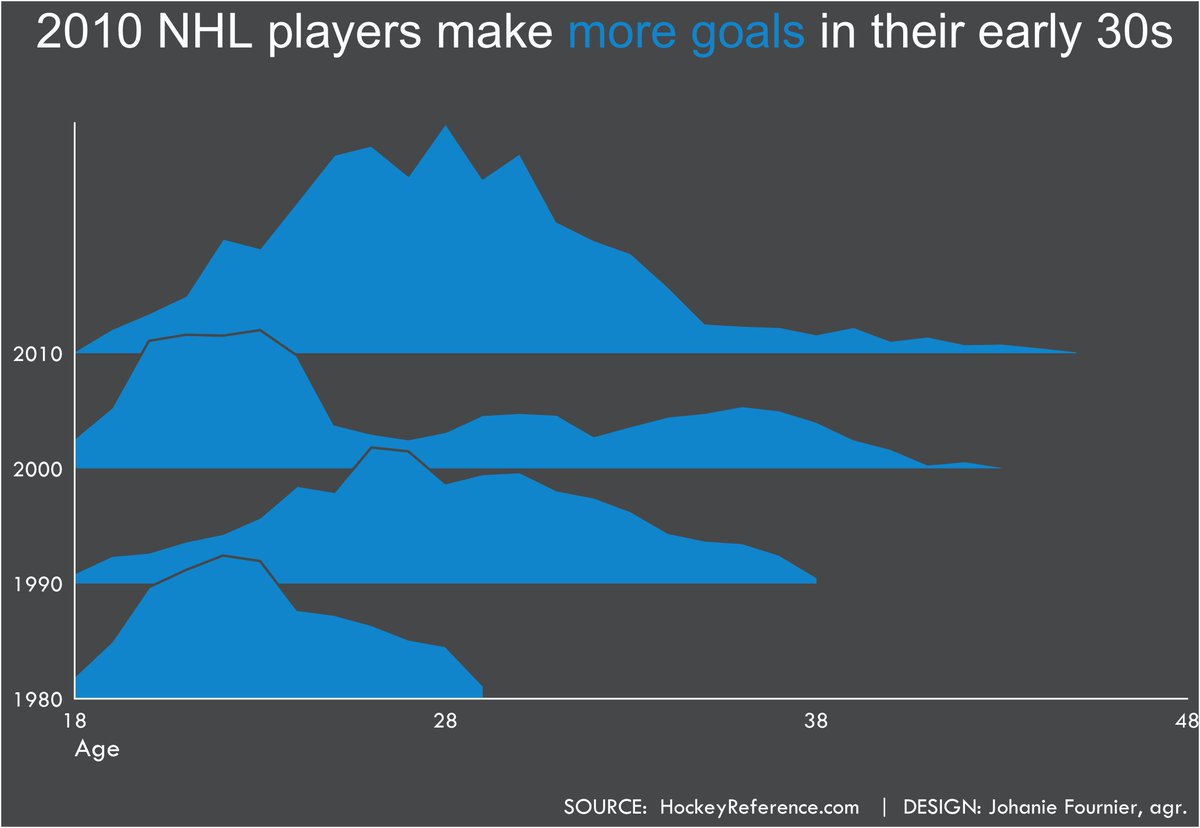 2010 NHL players make more goals in their early 30s
2010
2000
1990
1980
18 28 38 48
Age
SOURCE: HockeyReference.com | DESIGN: Johanie Fournier, agr.